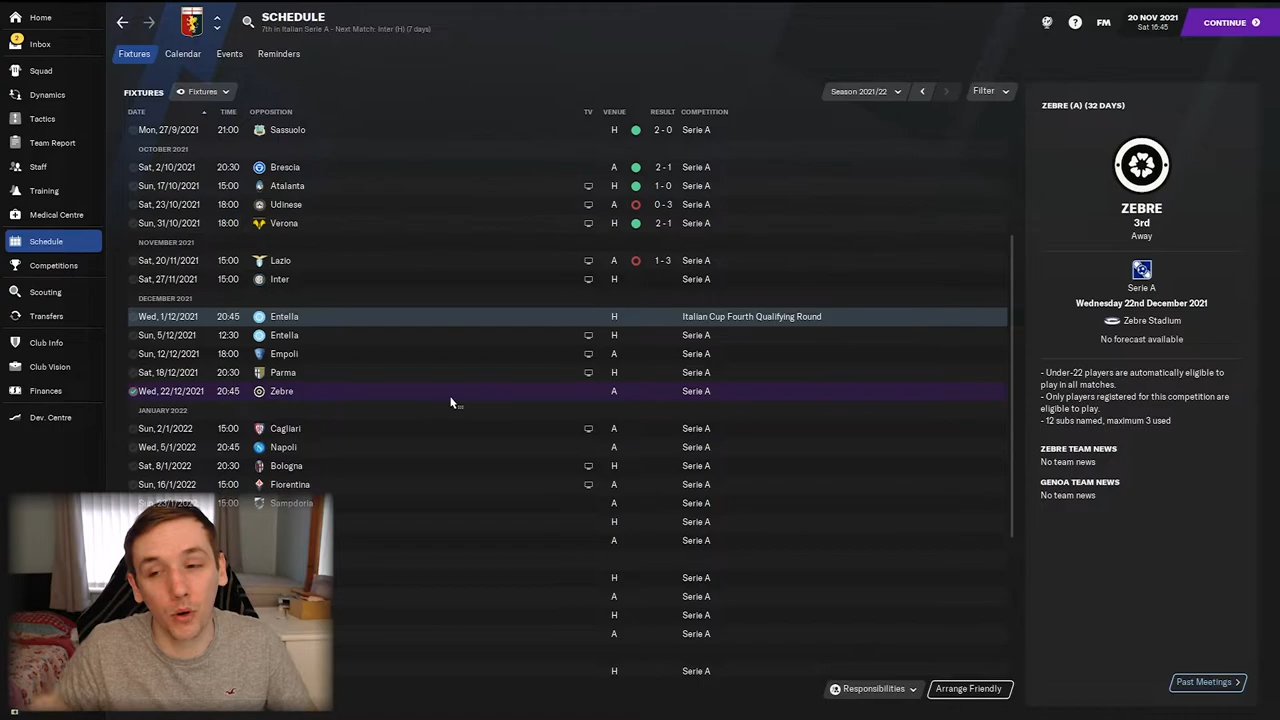 Home
2
Inbox
Squad
Dynamics
Tactics
Team Report
Staff
Training
Medical Centre
Schedule
Competitions
Scouting
Transfers
Club Info
Club Vision
Finances
Dev. Centre
SCHEDULE
7th in Italian Serie A - Next Match: Inter (H) (7 days)
? FM 20 NOV 2021
Sat 16:45
CONTINUE
Fixtures Calendar Events Reminders
FIXTURES Fixtures Season 2021/22 Filter
DATE TIME OPPOSITION TV VENUE RESULT COMPETITION
Mon, 27/9/2021 21:00 Sassuolo H 2 - 0 Serie A
OCTOBER 2021
Sat, 2/10/2021 20:30 Brescia A 2 - 1 Serie A
Sun, 17/10/2021 15:00 Atalanta H 1 - 0 Serie A
Sat, 23/10/2021 18:00 Udinese A 0 - 3 Serie A
Sun, 31/10/2021 18:00 Verona H 2 - 1 Serie A
NOVEMBER 2021
Sat, 20/11/2021 15:00 Lazio A 1 - 3 Serie A
Sat, 27/11/2021 15:00 Inter H Serie A
DECEMBER 2021
Wed, 1/12/2021 20:45 Entella H Italian Cup Fourth Qualifying Round
Sun, 5/12/2021 12:30 Entella H Serie A
Sun, 12/12/2021 18:00 Empoli A Serie A
Sat, 18/12/2021 20:30 Parma H Serie A
Wed, 22/12/2021 20:45 Zebre A Serie A
JANUARY 2022
Sun, 2/1/2022 15:00 Cagliari A Serie A
Wed, 5/1/2022 20:45 Napoli A Serie A
Sat, 8/1/2022 20:30 Bologna H Serie A
Sun, 16/1/2022 15:00 Fiorentina A Serie A
Sun, 23/1/2022 15:00 Sampdoria A Serie A
H Serie A
A Serie A
H Serie A
A Serie A
H Serie A
A Serie A
H Serie A
Responsibilities Arrange Friendly
ZEBRE (A) (32 DAYS)
ZEBRE
3rd
Away
Serie A
Wednesday 22nd December 2021
Zebre Stadium
No forecast available
- Under-22 players are automatically eligible to
play in all matches.
- Only players registered for this competition are
eligible to play.
- 12 subs named, maximum 3 used
ZEBRE TEAM NEWS
No team news
GENOA TEAM NEWS
No team news
Past Meetings